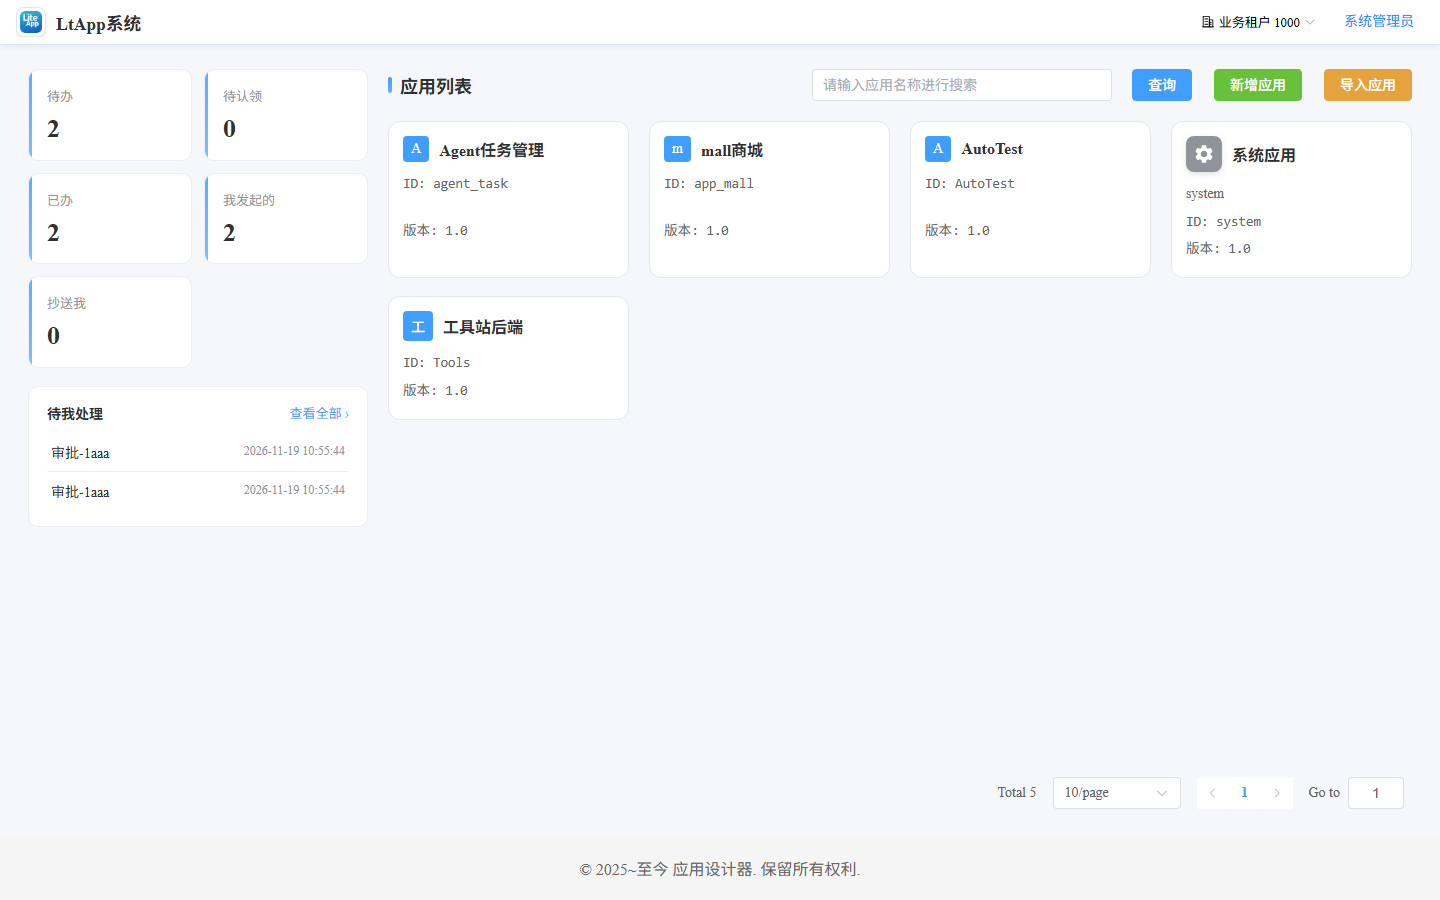 Lite
App
LtApp系统
业务租户 1000
系统管理员
待办
2
待认领
0
已办
2
我发起的
2
抄送我
0
待我处理
查看全部 ›
审批-1aaa
2026-11-19 10:55:44
审批-1aaa
2026-11-19 10:55:44
应用列表
请输入应用名称进行搜索
查询
新增应用
导入应用
A
Agent任务管理
ID: agent_task
版本: 1.0
m
mall商城
ID: app_mall
版本: 1.0
A
AutoTest
ID: AutoTest
版本: 1.0
系统应用
system
ID: system
版本: 1.0
工
工具站后端
ID: Tools
版本: 1.0
Total 5
10/page
1
Go to
1
© 2025~至今 应用设计器. 保留所有权利.